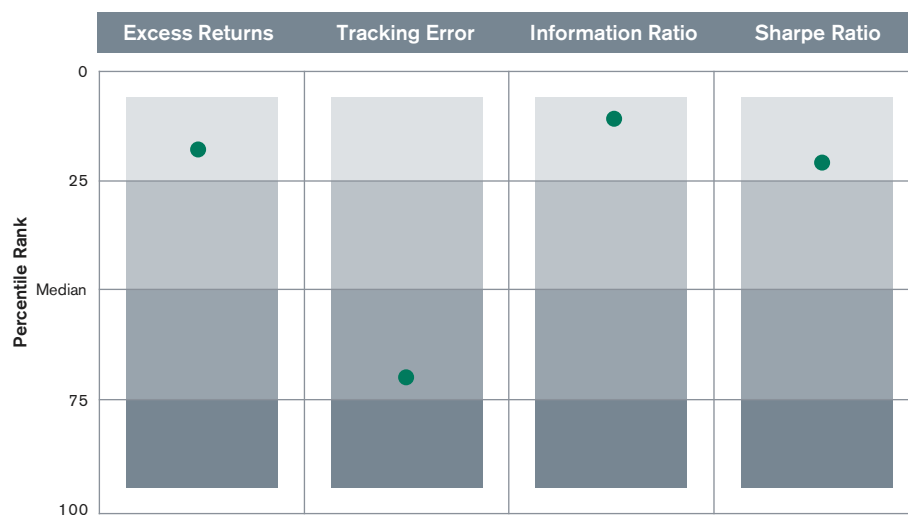 Excess Returns
Tracking Error
Information Ratio
Sharpe Ratio
0
25
Median
75
100
Percentile Rank